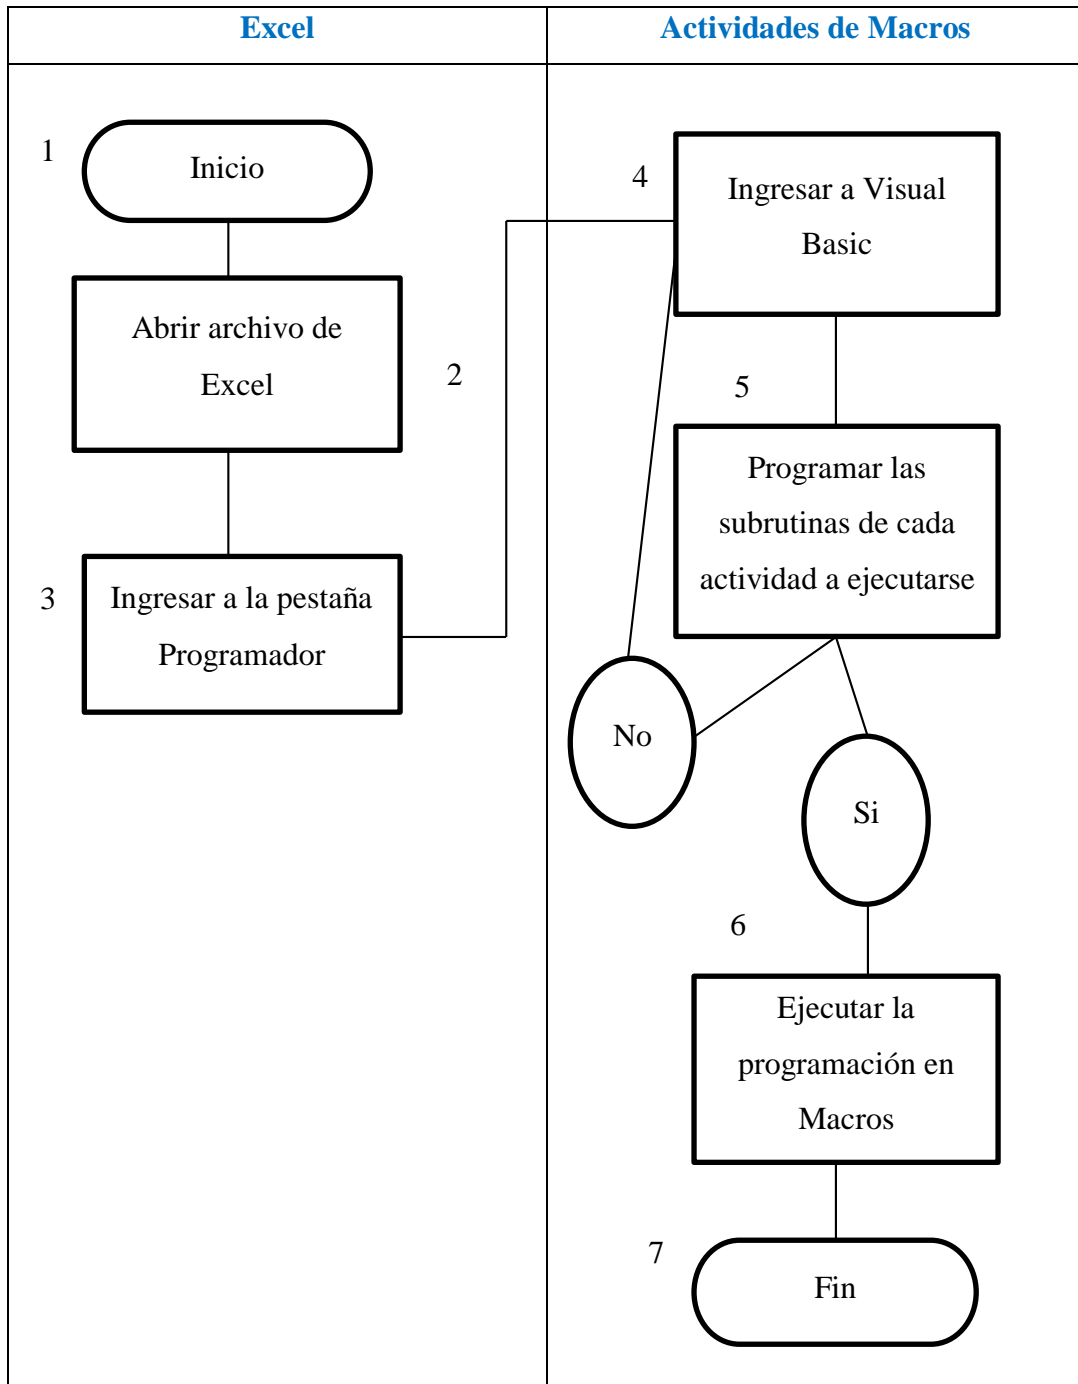 Excel
Actividades de Macros
1
Inicio
Abrir archivo de
Excel
2
3
Ingresar a la pestaña
Programador
4
Ingresar a Visual
Basic
5
Programar las
subrutinas de cada
actividad a ejecutarse
No
Si
6
Ejecutar la
programación en
Macros
7
Fin